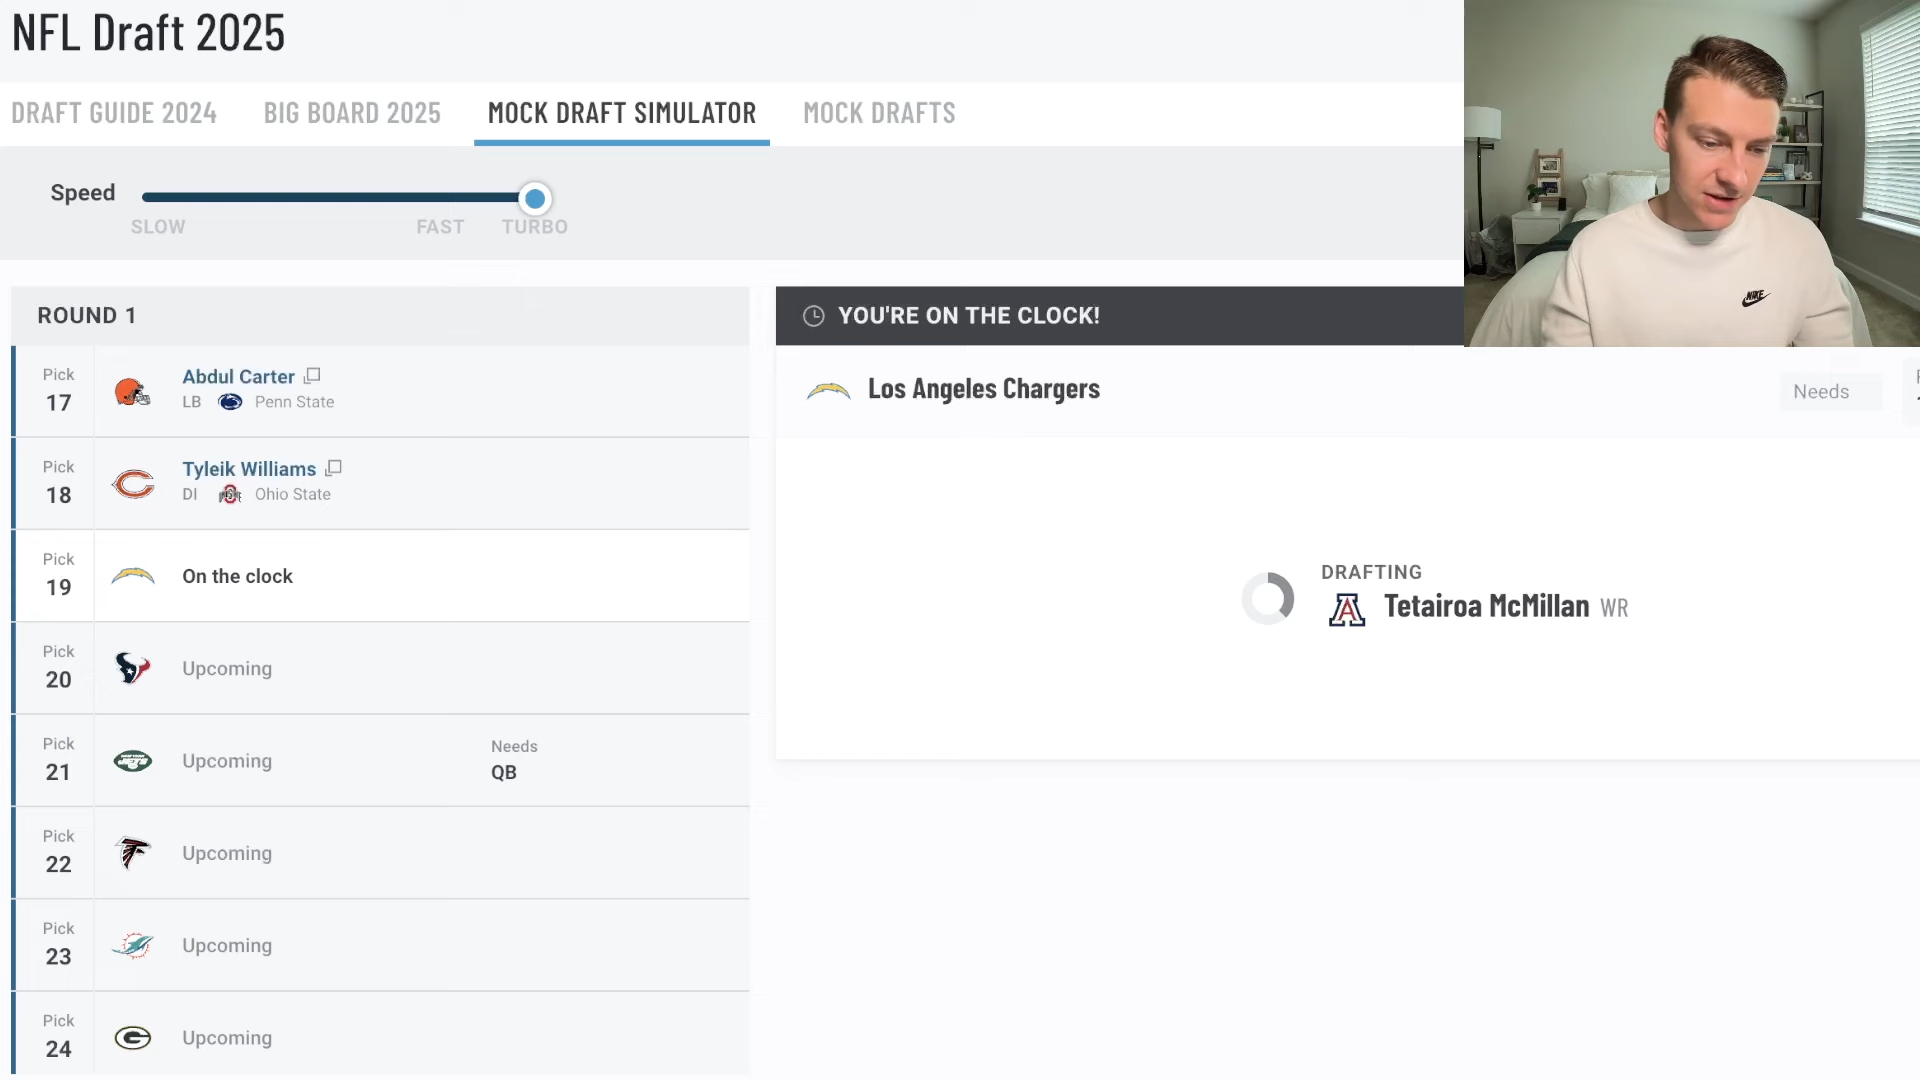 NFL Draft 2025
DRAFT GUIDE 2024 BIG BOARD 2025 MOCK DRAFT SIMULATOR MOCK DRAFTS
Speed
SLOW FAST TURBO
ROUND 1
Pick
17
Abdul Carter
LB Penn State
Pick
18
Tyleik Williams
DI Ohio State
Pick
19
On the clock
Pick
20
Upcoming
Pick
21
Upcoming
Needs
QB
Pick
22
Upcoming
Pick
23
Upcoming
Pick
24
Upcoming
YOU'RE ON THE CLOCK!
Los Angeles Chargers
Needs
DRAFTING
A
Tetairoa McMillan WR
NIKE